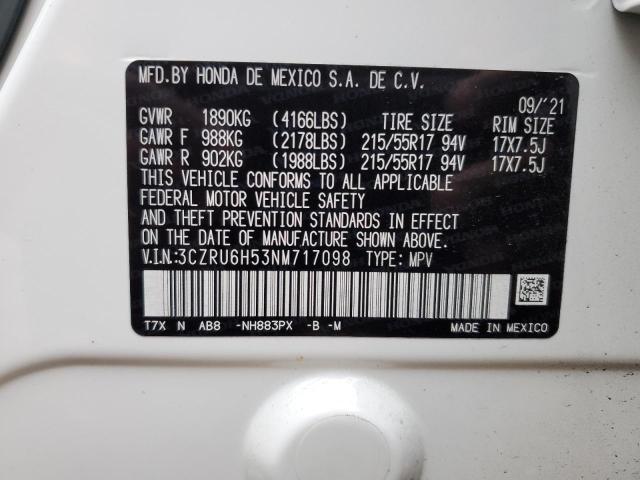 MFD.BY HONDA DE MEXICO S.A. DE C.V.
09/'21
GVWR 1890KG (4166LBS) TIRE SIZE RIM SIZE
GAWR F 988KG (2178LBS) 215/55R17 94V 17X7.5J
GAWR R 902KG (1988LBS) 215/55R17 94V 17X7.5J
THIS VEHICLE CONFORMS TO ALL APPLICABLE
FEDERAL MOTOR VEHICLE SAFETY
AND THEFT PREVENTION STANDARDS IN EFFECT
ON THE DATE OF MANUFACTURE SHOWN ABOVE.
V.I.N.:3CZRU6H53NM717098 TYPE: MPV
T7X N AB8 -NH883PX -B -M
MADE IN MEXICO